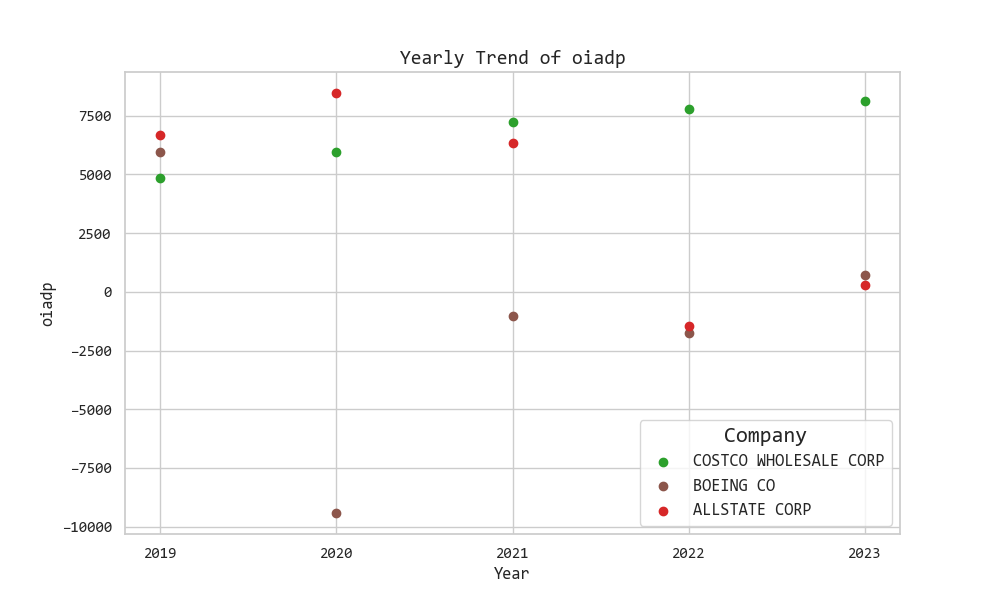 Yearly Trend of oiadp
7500
5000
2500
0
−2500
−5000
−7500
−10000
oiadp
2019 2020 2021 2022 2023
Year
Company
COSTCO WHOLESALE CORP
BOEING CO
ALLSTATE CORP